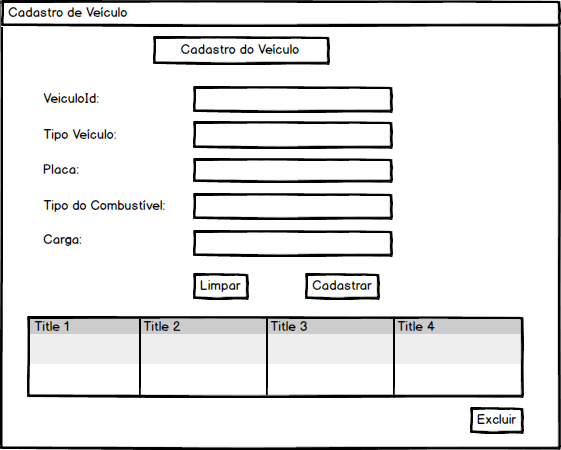 Cadastro de Veículo
Cadastro do Veículo
VeiculoId:
Tipo Veículo:
Placa:
Tipo do Combustível:
Carga:
Limpar Cadastrar
Title 1 Title 2 Title 3 Title 4
Excluir